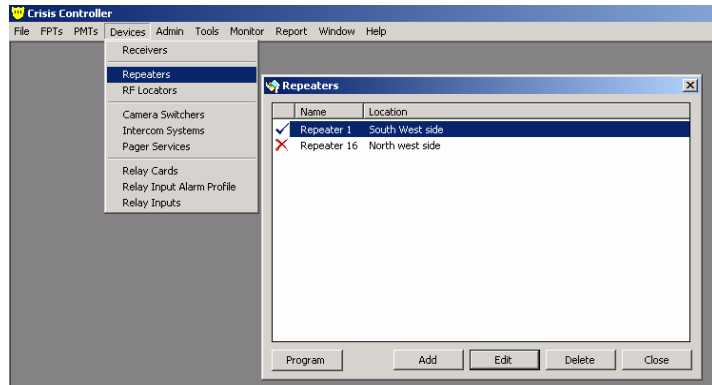 Crisis Controller
File FPTs PMTs Devices Admin Tools Monitor Report Window Help
Receivers
Repeaters
RF Locators
Camera Switchers
Intercom Systems
Pager Services
Relay Cards
Relay Input Alarm Profile
Relay Inputs
Repeaters
Name Location
Repeater 1 South West side
Repeater 16 North west side
Program Add Edit Delete Close